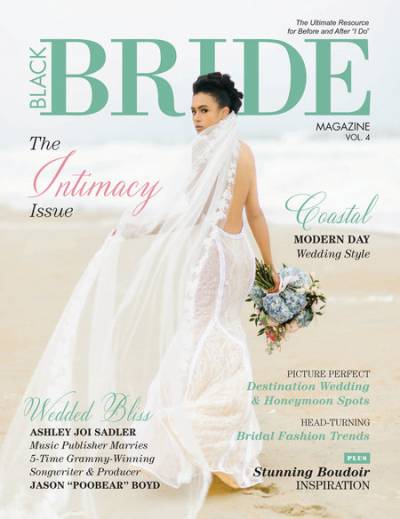 The Ultimate Resource
for Before and After "I Do"
BLACK
BRIDE
MAGAZINE
VOL. 4
The
Intimacy
Issue
Coastal
MODERN DAY
Wedding Style
PICTURE PERFECT
Destination Wedding
& Honeymoon Spots
HEAD-TURNING
Bridal Fashion Trends
PLUS
Stunning Boudoir
INSPIRATION
Wedded Bliss
ASHLEY JOI SADLER
Music Publisher Marries
5-Time Grammy-Winning
Songwriter & Producer
JASON "POOBEAR" BOYD